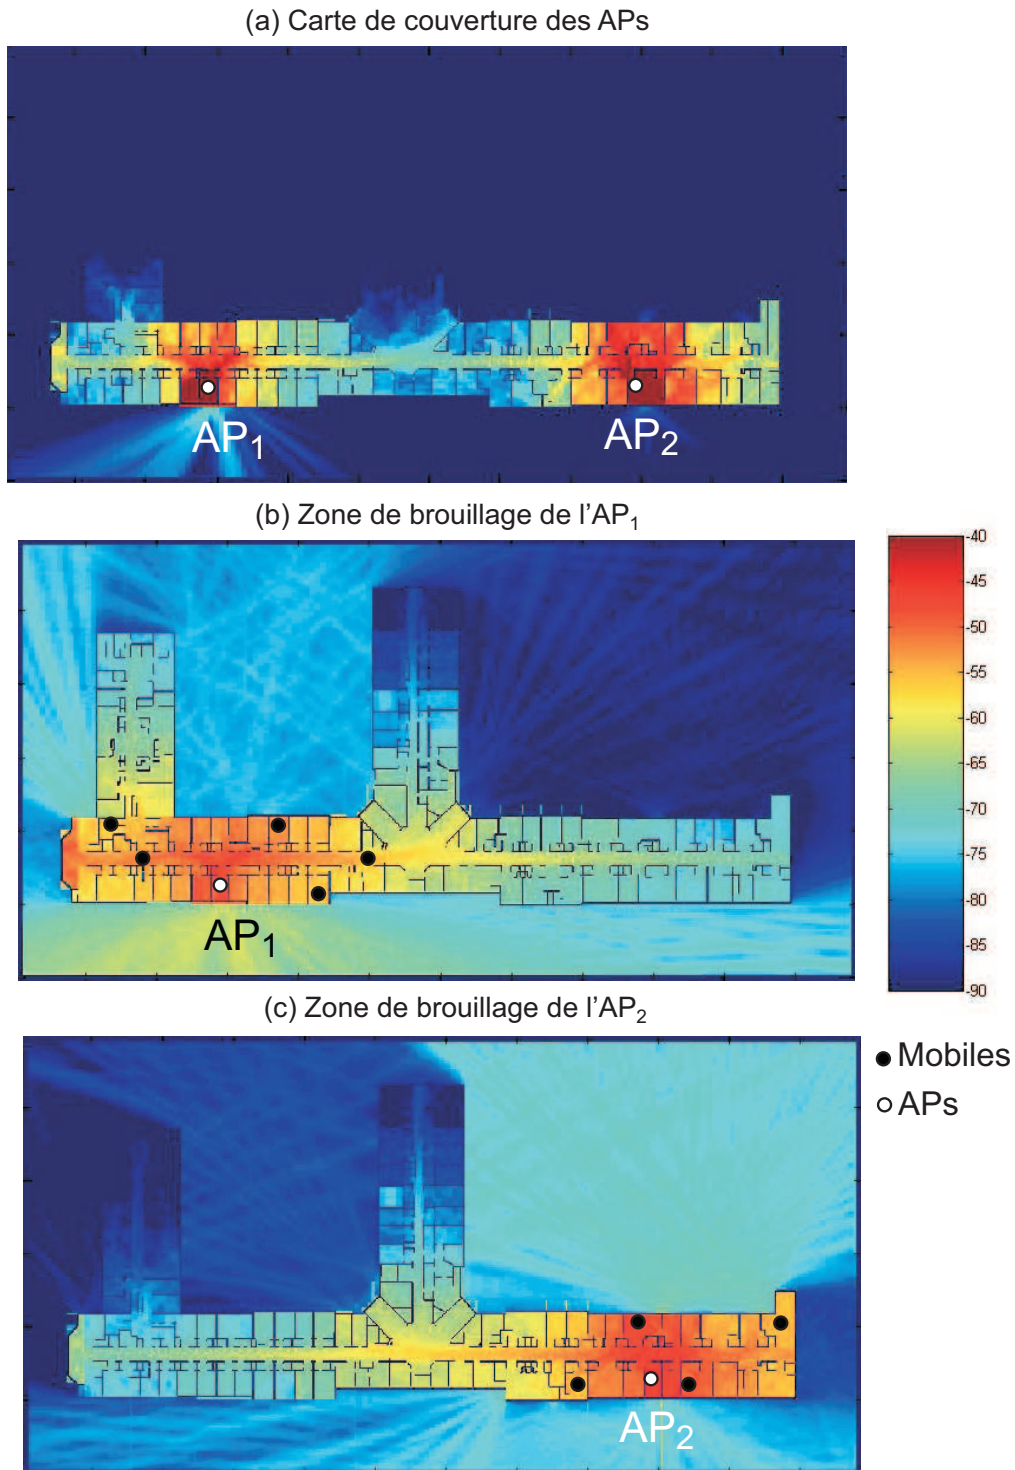 (a) Carte de couverture des APs
AP1
AP2
(b) Zone de brouillage de l'AP1
AP1
-40
-45
-50
-55
-60
-65
-70
-75
-80
-85
-90
(c) Zone de brouillage de l'AP2
Mobiles
APs
AP2